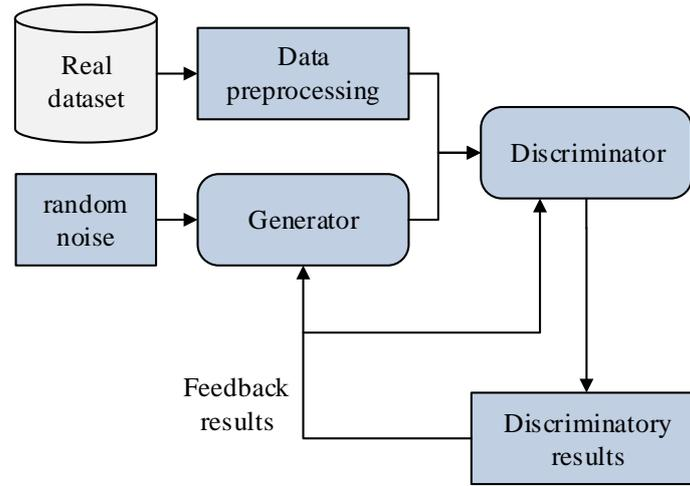 Real
dataset
Data
preprocessing
Discriminator
random
noise
Generator
Feedback
results
Discriminatory
results